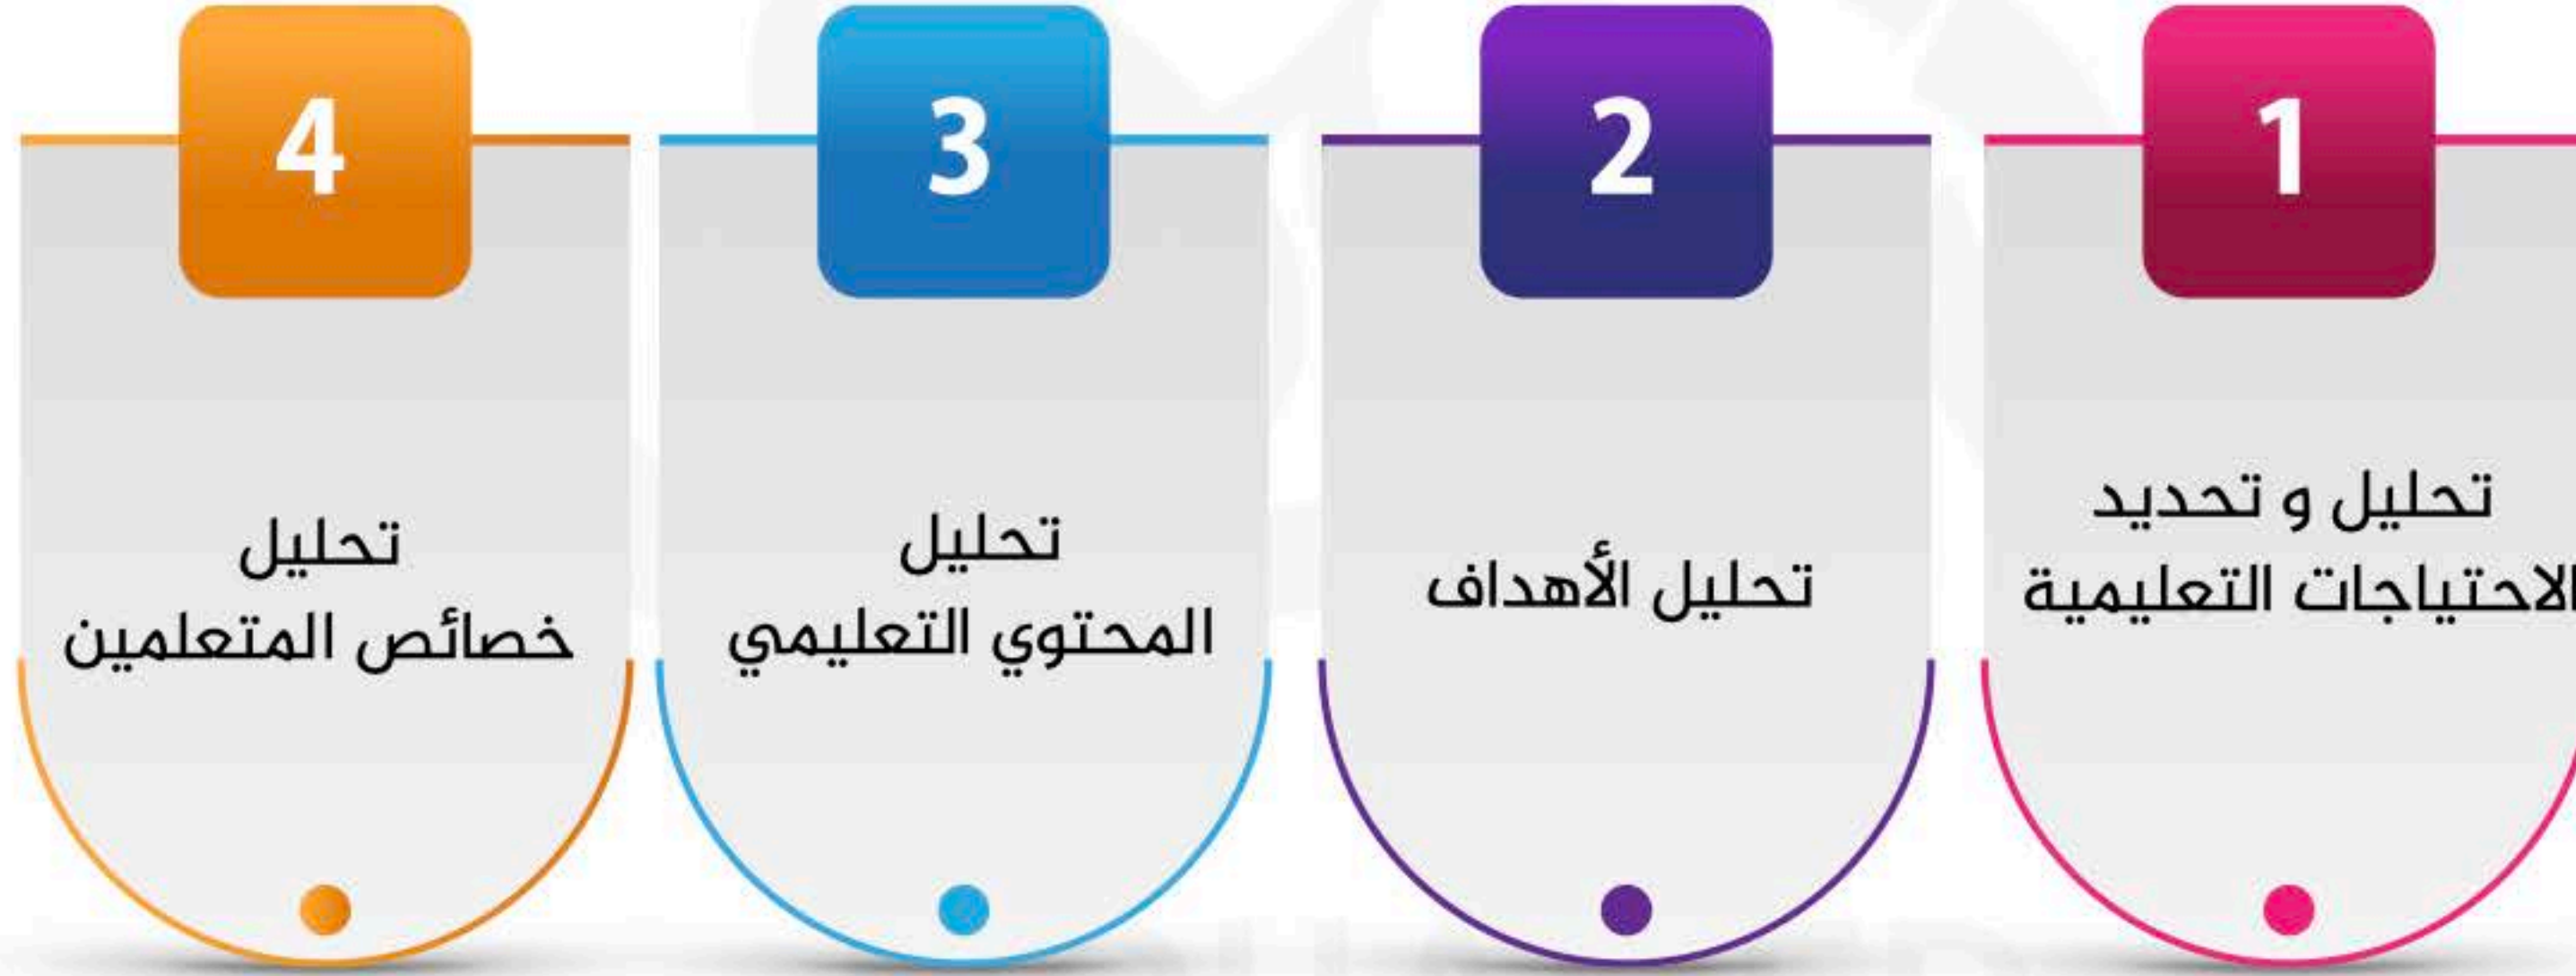 1
تحليل و تحديد
الاحتياجات التعليمية
2
تحليل الأهداف
3
تحليل
المحتوي التعليمي
4
تحليل
خصائص المتعلمين